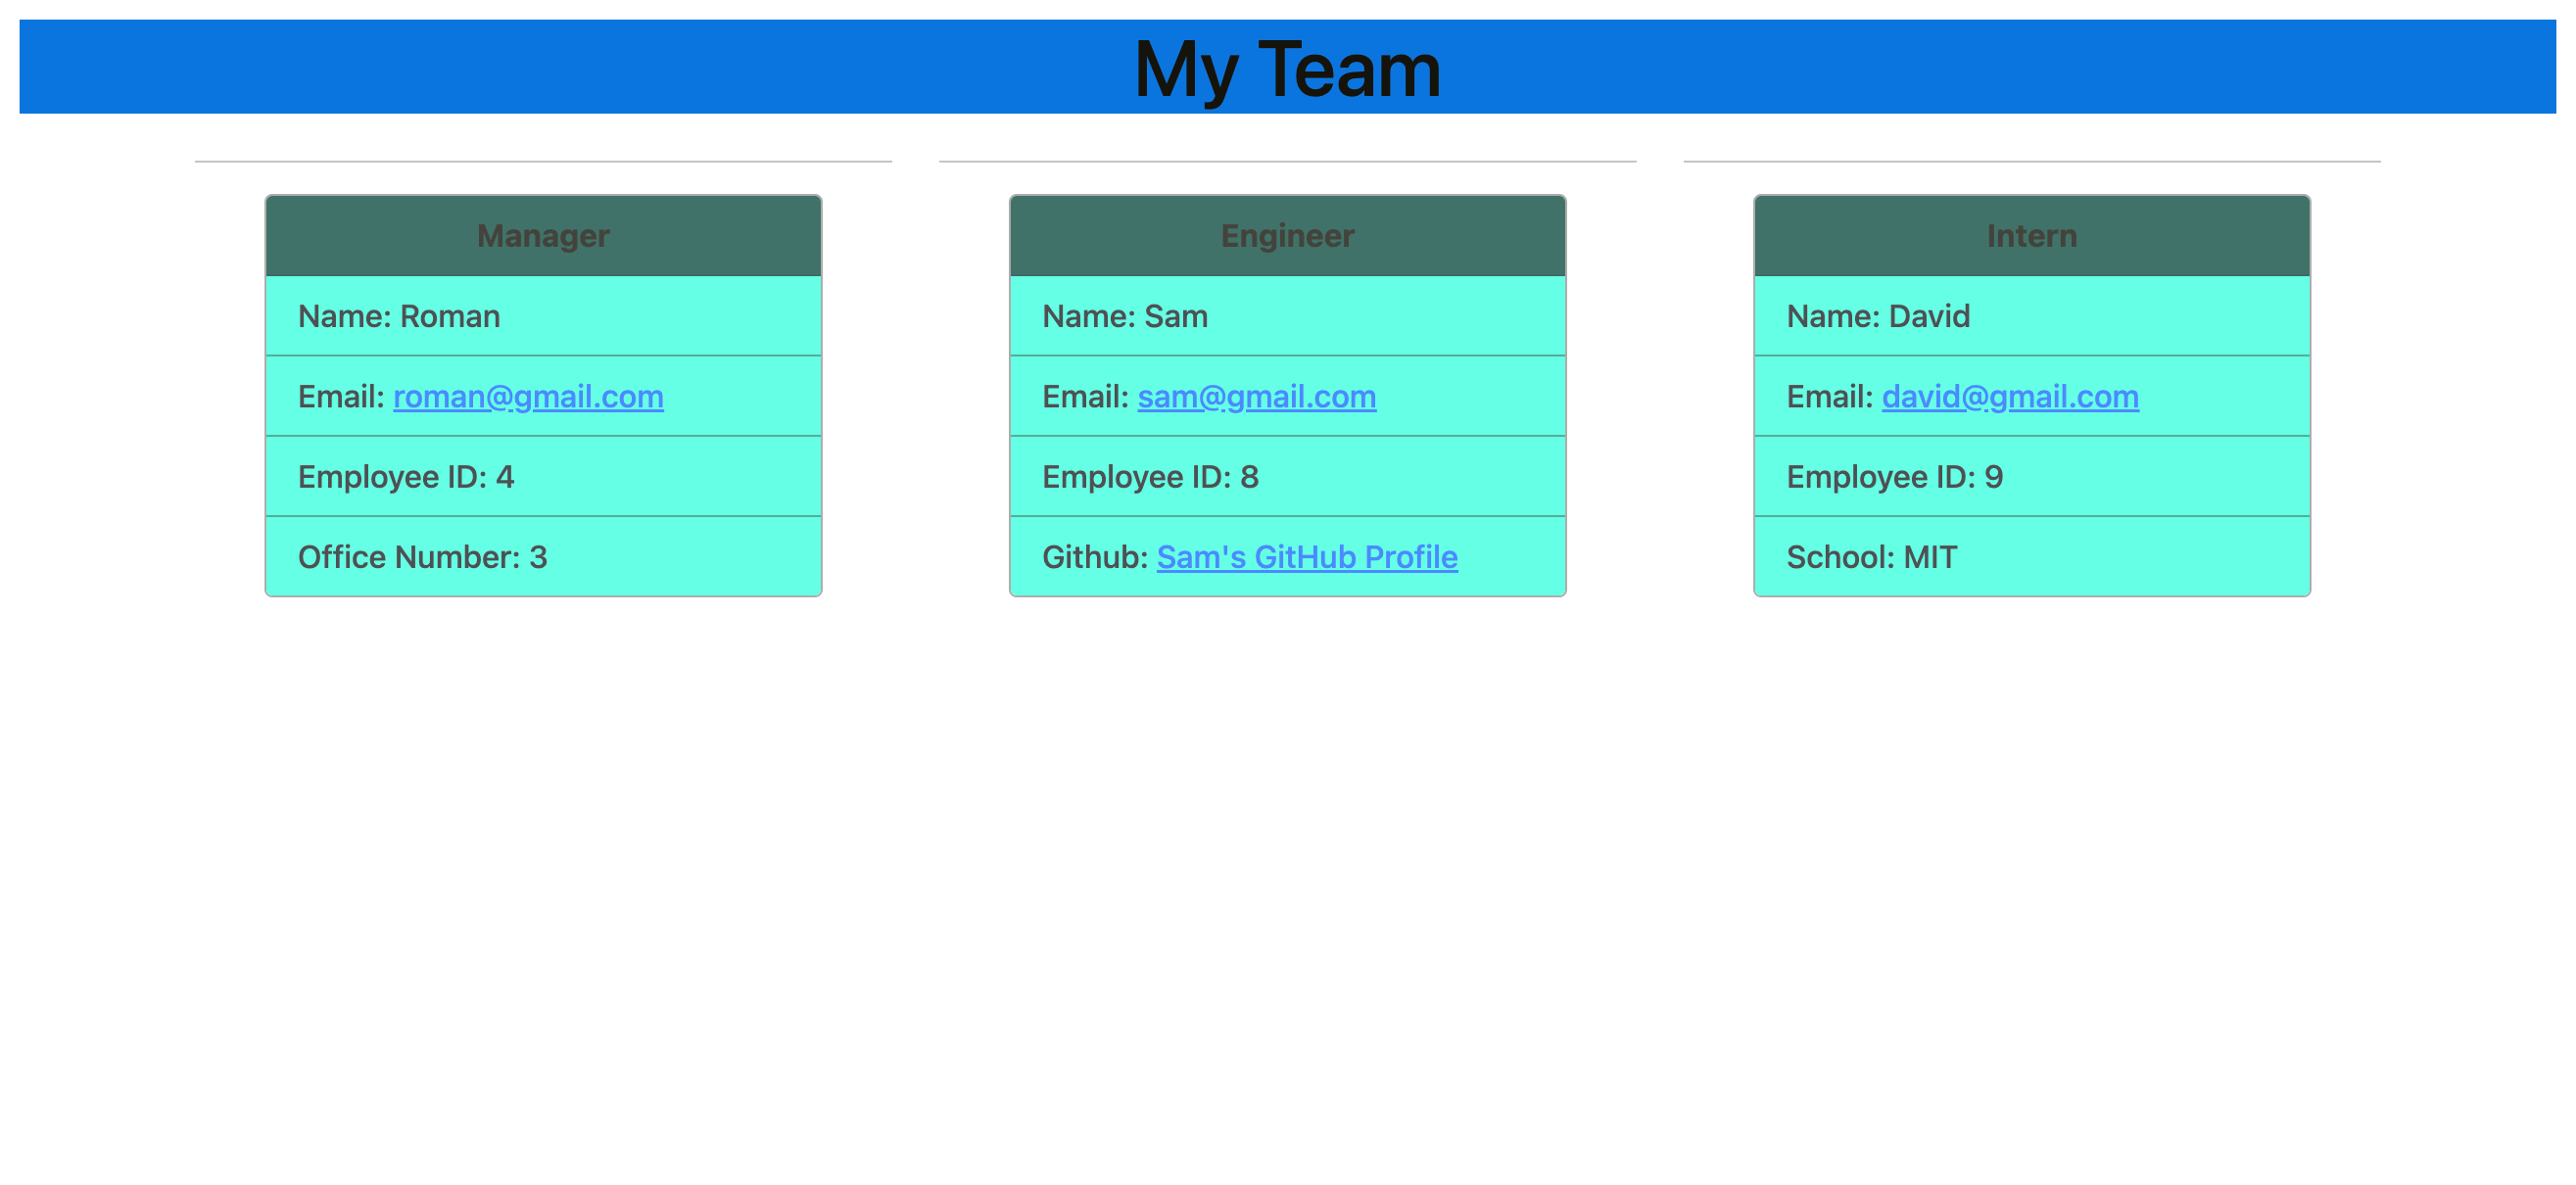 My Team
Manager
Name: Roman
Email: roman@gmail.com
Employee ID: 4
Office Number: 3
Engineer
Name: Sam
Email: sam@gmail.com
Employee ID: 8
Github: Sam's GitHub Profile
Intern
Name: David
Email: david@gmail.com
Employee ID: 9
School: MIT